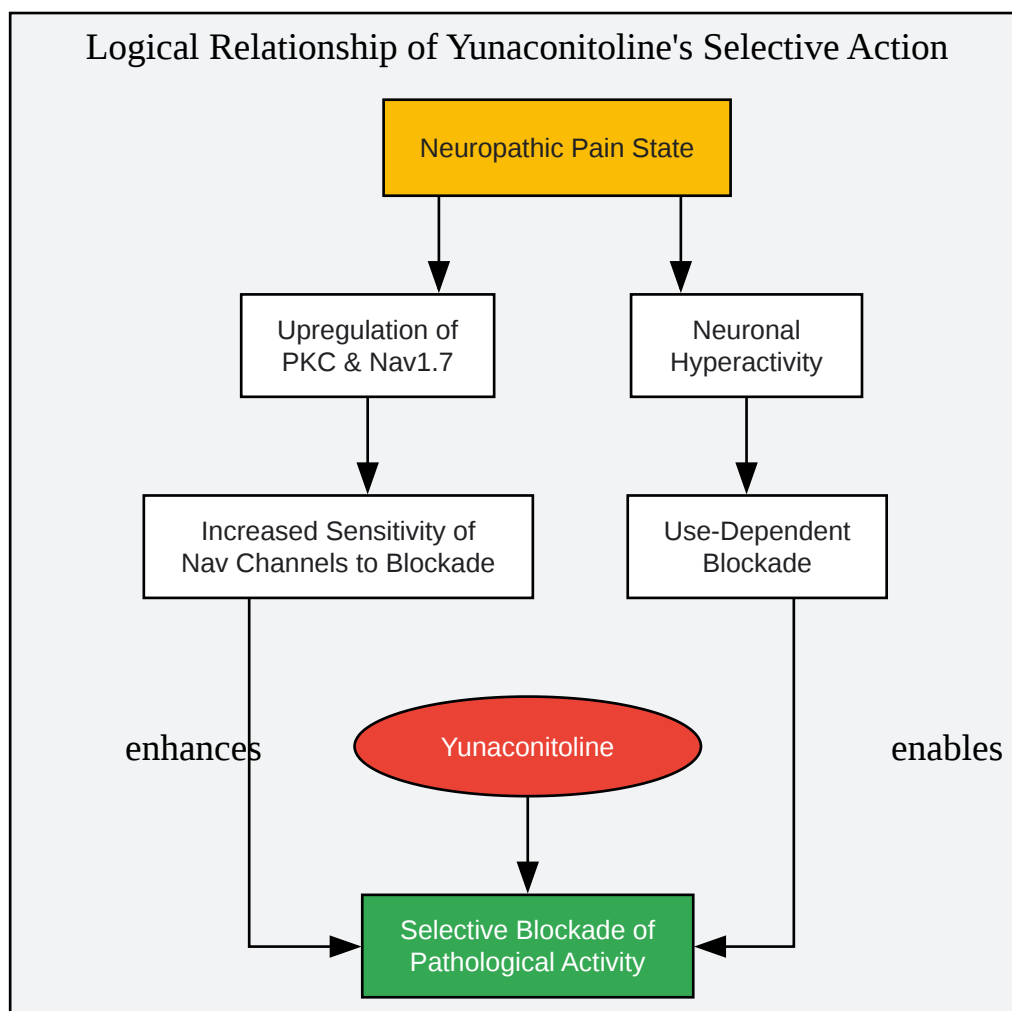 Logical Relationship of Yunaconitoline's Selective Action
Neuropathic Pain State
Upregulation of
PKC & Nav1.7
Neuronal
Hyperactivity
Increased Sensitivity of
Nav Channels to Blockade
Use-Dependent
Blockade
enhances
Yunaconitoline
enables
Selective Blockade of
Pathological Activity